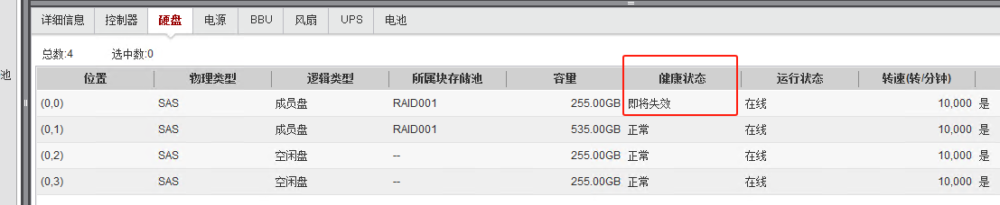 详细信息 控制器 硬盘 电源 BBU 风扇 UPS 电池
总数:4 选中数:0
池
位置 物理类型 逻辑类型 所属块存储池 容量 健康状态 运行状态 转速(转/分钟)
(0,0) SAS 成员盘 RAID001 255.00GB 即将失效 在线 10,000 是
(0,1) SAS 成员盘 RAID001 535.00GB 正常 在线 10,000 是
(0,2) SAS 空闲盘 -- 255.00GB 正常 在线 10,000 是
(0,3) SAS 空闲盘 -- 255.00GB 正常 在线 10,000 是